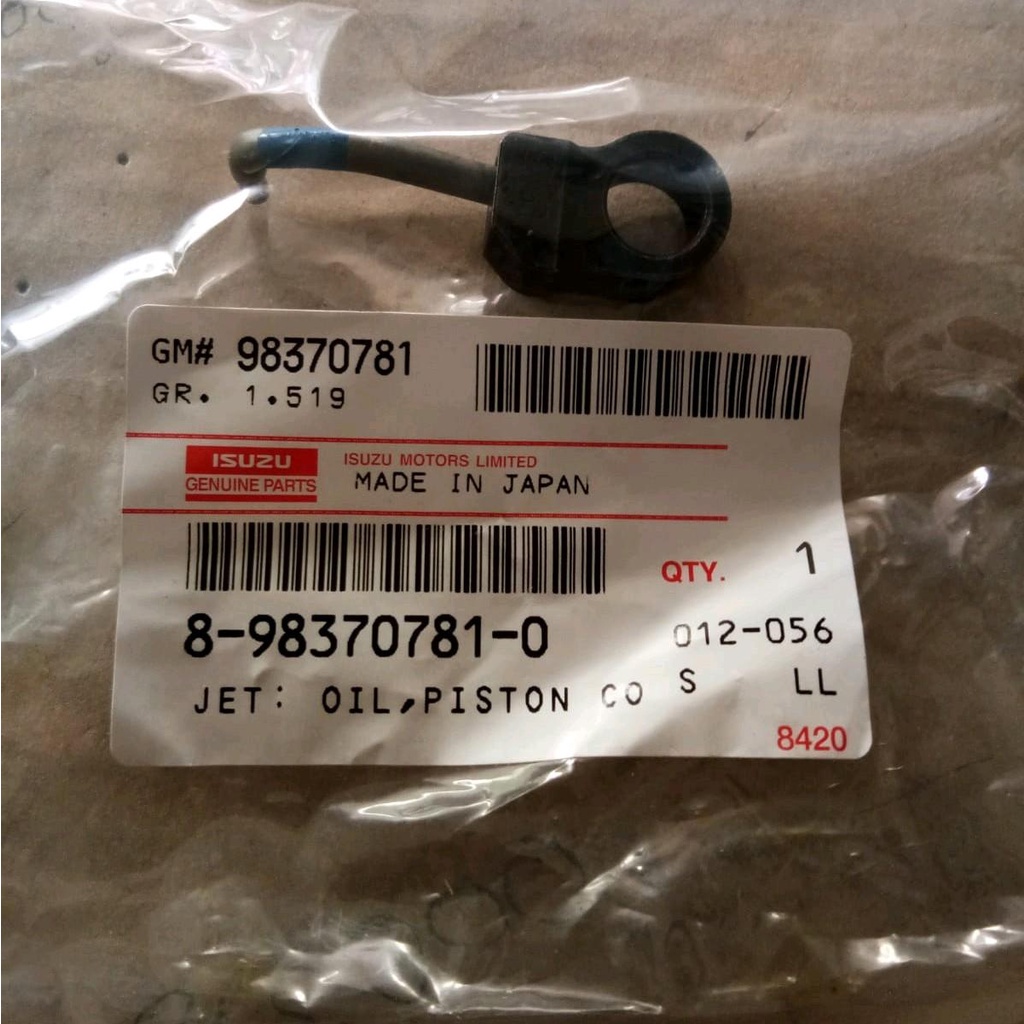 GM# 98370781
GR. 1.519
ISUZU
GENUINE PARTS
ISUZU MOTORS LIMITED
MADE IN JAPAN
QTY. 1
8-98370781-0
012-056
JET: OIL,PISTON CO
S LL
8420